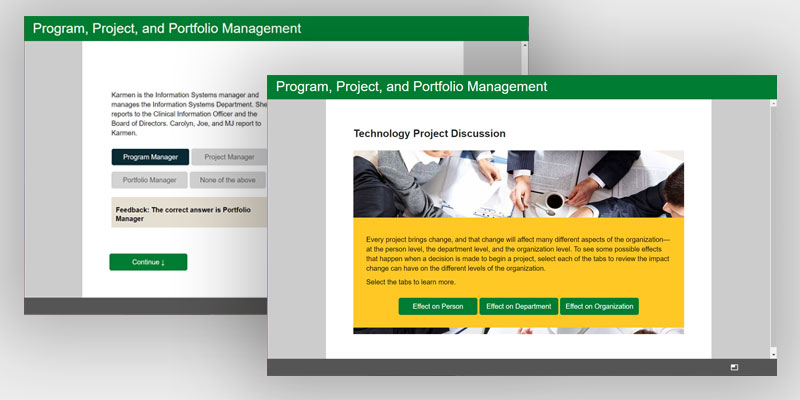 Program, Project, and Portfolio Management
Karmen is the Information Systems manager and
manages the Information Systems Department. She
reports to the Clinical Information Officer and the
Board of Directors. Carolyn, Joe, and MJ report to
Karmen.
Program Manager
Project Manager
Portfolio Manager
None of the above
Feedback: The correct answer is Portfolio
Manager
Continue ↓
Program, Project, and Portfolio Management
Technology Project Discussion
Every project brings change, and that change will affect many different aspects of the organization—
at the person level, the department level, and the organization level. To see some possible effects
that happen when a decision is made to begin a project, select each of the tabs to review the impact
change can have on the different levels of the organization.
Select the tabs to learn more.
Effect on Person
Effect on Department
Effect on Organization